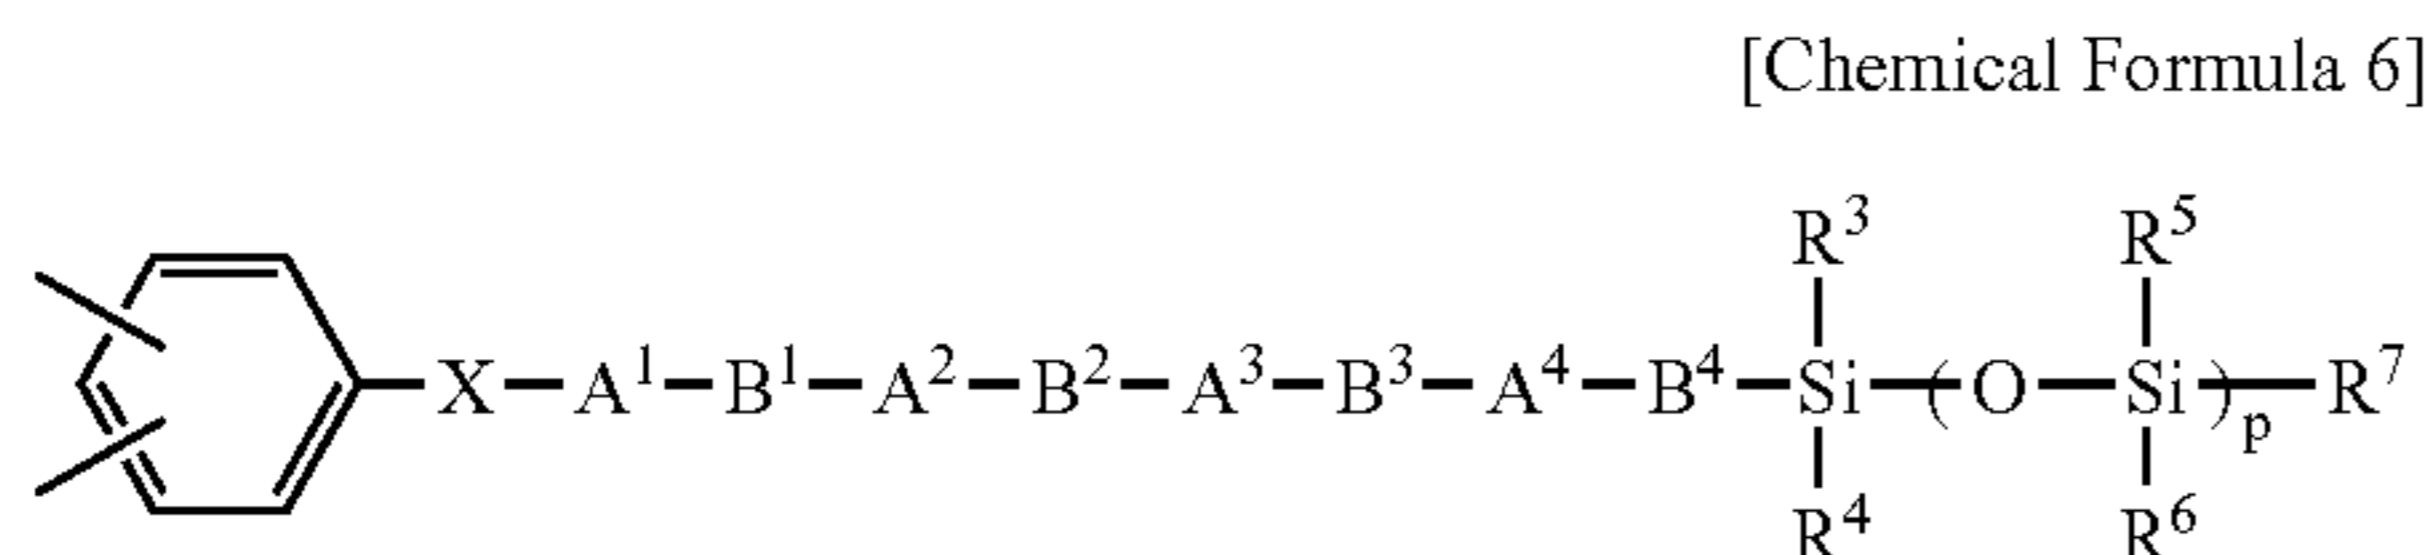 [Chemical Formula 6]
R³ R⁵
X—A¹—B¹—A²—B²—A³—B³—A⁴—B⁴—Si—(O—Si)ₚ—R⁷
R⁴ R⁶